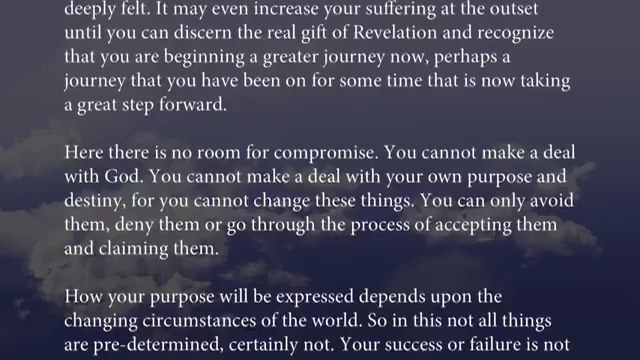 deeply felt. It may even increase your suffering at the outset
until you can discern the real gift of Revelation and recognize
that you are beginning a greater journey now, perhaps a
journey that you have been on for some time that is now taking
a great step forward.
Here there is no room for compromise. You cannot make a deal
with God. You cannot make a deal with your own purpose and
destiny, for you cannot change these things. You can only avoid
them, deny them or go through the process of accepting them
and claiming them.
How your purpose will be expressed depends upon the
changing circumstances of the world. So in this not all things
are pre-determined, certainly not. Your success or failure is not